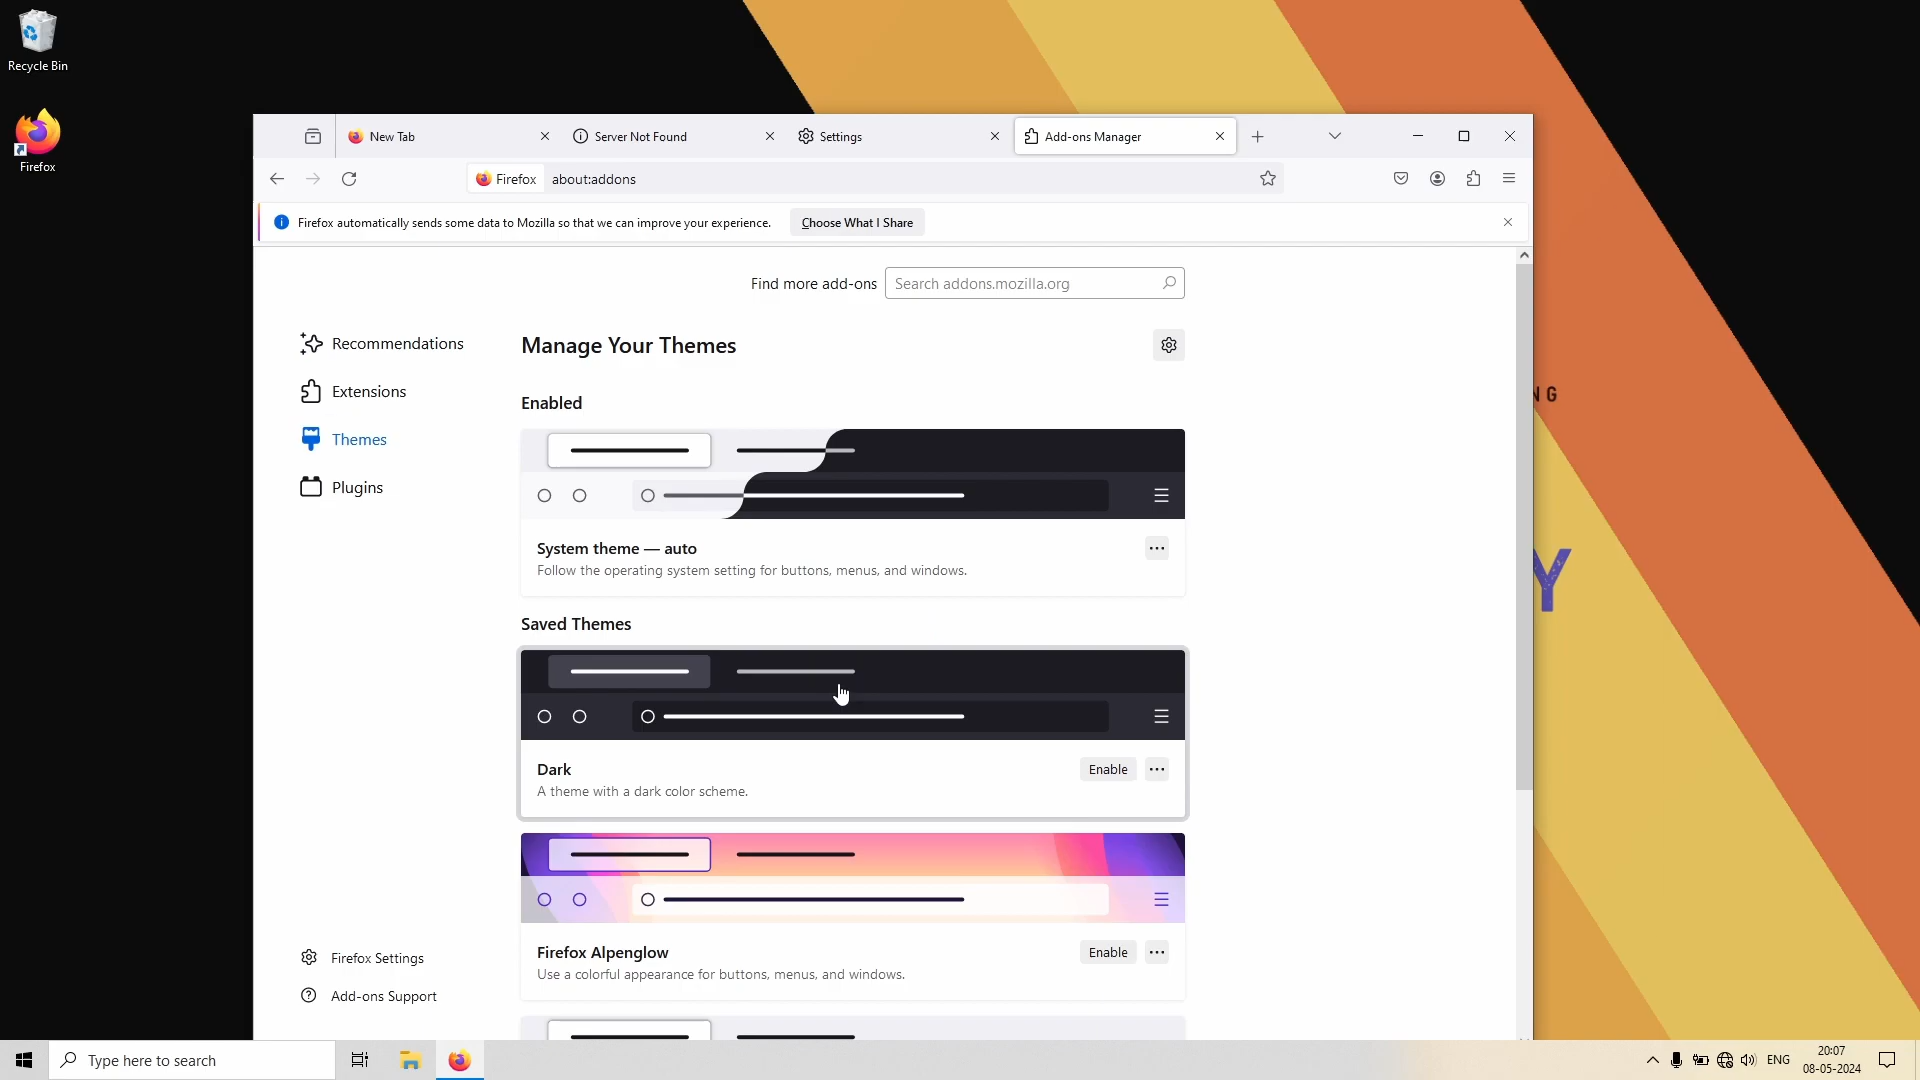 Recycle Bin
Firefox
New Tab
Server Not Found
Settings
Add-ons Manager
Firefox
about:addons
Firefox automatically sends some data to Mozilla so that we can improve your experience.
Choose What I Share
Find more add-ons
Search addons.mozilla.org
Recommendations
Extensions
Themes
Plugins
Firefox Settings
Add-ons Support
Manage Your Themes
Enabled
System theme — auto
Follow the operating system setting for buttons, menus, and windows.
Saved Themes
Dark
Enable
A theme with a dark color scheme.
Firefox Alpenglow
Enable
Use a colorful appearance for buttons, menus, and windows.
NG
Y
Type here to search
ENG
20:07
08-05-2024